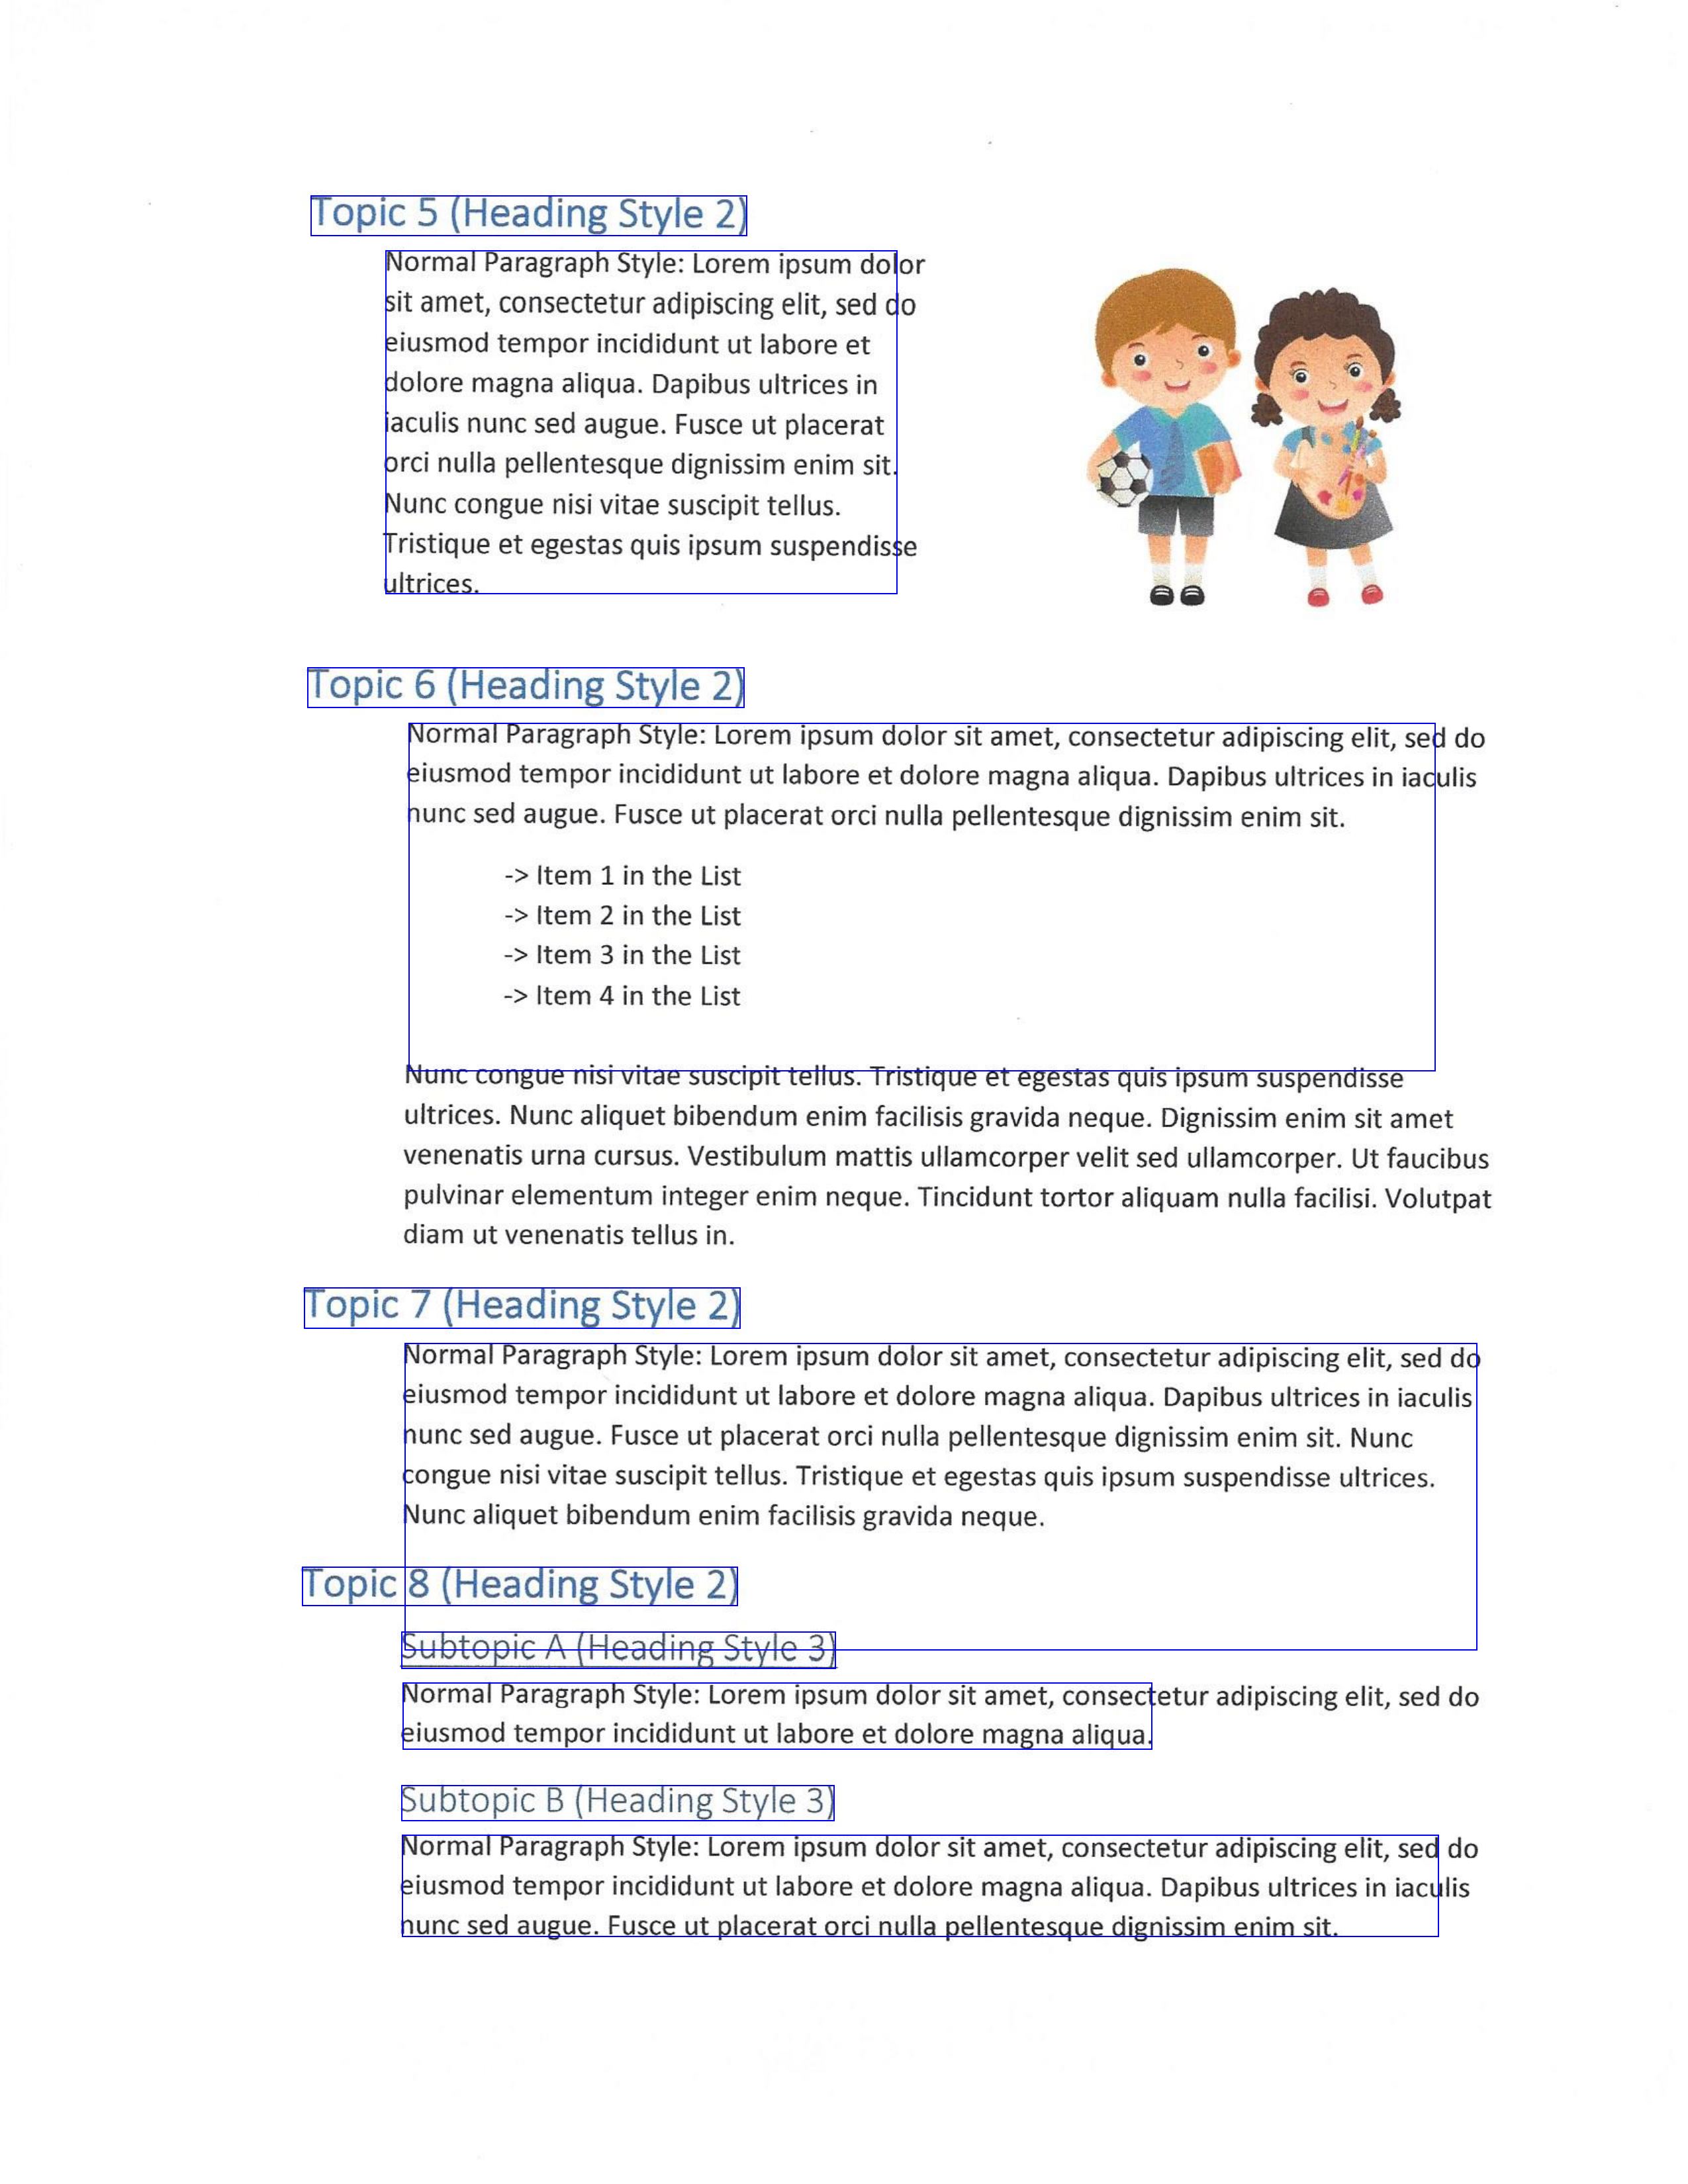 Topic 5 (Heading Style 2)
Normal Paragraph Style: Lorem ipsum dolor
sit amet, consectetur adipiscing elit, sed do
eiusmod tempor incididunt ut labore et
dolore magna aliqua. Dapibus ultrices in
iaculis nunc sed augue. Fusce ut placerat
orci nulla pellentesque dignissim enim sit.
Nunc congue nisi vitae suscipit tellus.
Tristique et egestas quis ipsum suspendisse
ultrices.
Topic 6 (Heading Style 2)
Normal Paragraph Style: Lorem ipsum dolor sit amet, consectetur adipiscing elit, sed do
eiusmod tempor incididunt ut labore et dolore magna aliqua. Dapibus ultrices in iaculis
nunc sed augue. Fusce ut placerat orci nulla pellentesque dignissim enim sit.
-> Item 1 in the List
-> Item 2 in the List
-> Item 3 in the List
-> Item 4 in the List
Nunc congue nisi vitae suscipit tellus. Tristique et egestas quis ipsum suspendisse
ultrices. Nunc aliquet bibendum enim facilisis gravida neque. Dignissim enim sit amet
venenatis urna cursus. Vestibulum mattis ullamcorper velit sed ullamcorper. Ut faucibus
pulvinar elementum integer enim neque. Tincidunt tortor aliquam nulla facilisi. Volutpat
diam ut venenatis tellus in.
Topic 7 (Heading Style 2)
Normal Paragraph Style: Lorem ipsum dolor sit amet, consectetur adipiscing elit, sed do
eiusmod tempor incididunt ut labore et dolore magna aliqua. Dapibus ultrices in iaculis
nunc sed augue. Fusce ut placerat orci nulla pellentesque dignissim enim sit. Nunc
congue nisi vitae suscipit tellus. Tristique et egestas quis ipsum suspendisse ultrices.
Nunc aliquet bibendum enim facilisis gravida neque.
Topic 8 (Heading Style 2)
Subtopic A (Heading Style 3)
Normal Paragraph Style: Lorem ipsum dolor sit amet, consectetur adipiscing elit, sed do
eiusmod tempor incididunt ut labore et dolore magna aliqua.
Subtopic B (Heading Style 3)
Normal Paragraph Style: Lorem ipsum dolor sit amet, consectetur adipiscing elit, sed do
eiusmod tempor incididunt ut labore et dolore magna aliqua. Dapibus ultrices in iaculis
nunc sed augue. Fusce ut placerat orci nulla pellentesque dignissim enim sit.